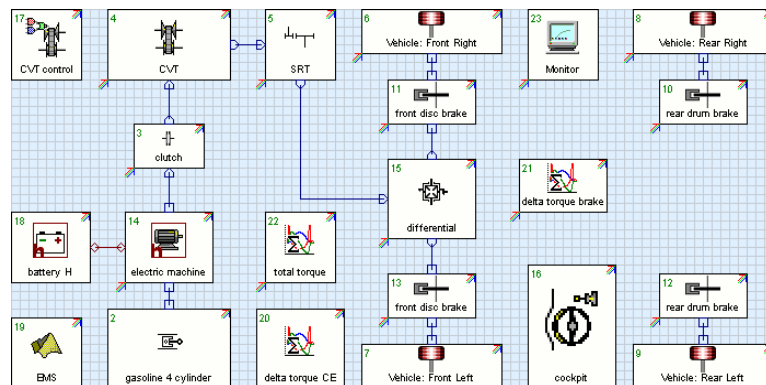 17
CVT control
4
CVT
5
SRT
6
Vehicle: Front Right
23
Monitor
8
Vehicle: Rear Right
11
front disc brake
10
rear drum brake
3
clutch
15
differential
21
delta torque brake
18
battery H
14
electric machine
22
total torque
13
front disc brake
16
cockpit
12
rear drum brake
19
EMS
2
gasoline 4 cylinder
20
delta torque CE
7
Vehicle: Front Left
9
Vehicle: Rear Left